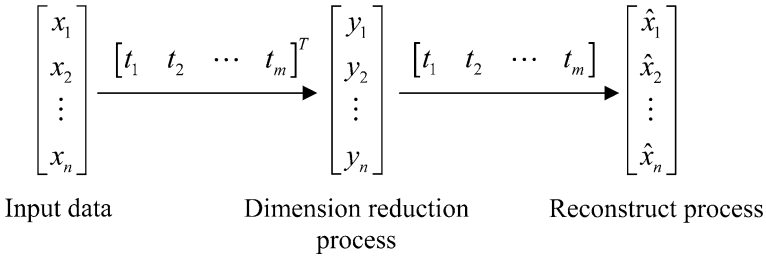 [x₁ x₂ ⋮ xₙ] [t₁ t₂ ⋯ tₘ]ᵀ [y₁ y₂ ⋮ yₙ] [t₁ t₂ ⋯ tₘ] [x̂₁ x̂₂ ⋮ x̂ₙ]
Input data
Dimension reduction
process
Reconstruct process